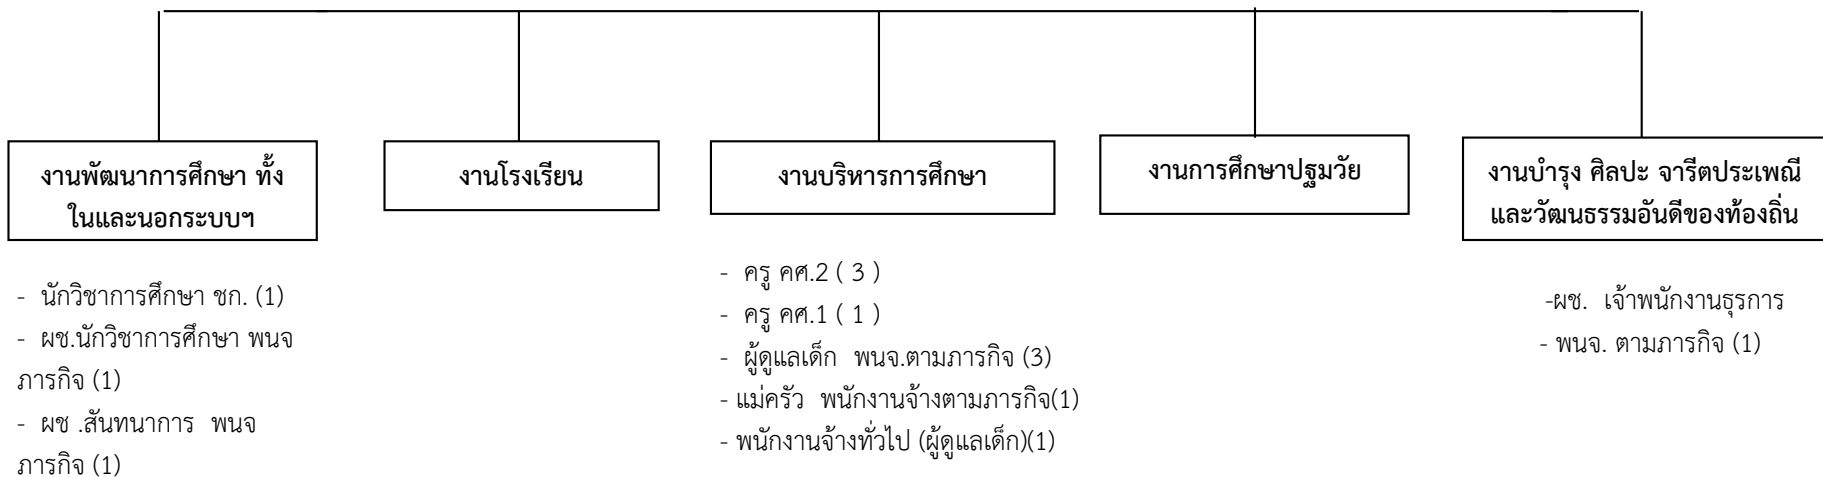 งานพัฒนาการศึกษา ทั้ง
ในและนอกระบบฯ
งานโรงเรียน
งานบริหารการศึกษา
งานการศึกษาปฐมวัย
งานบำรุง ศิลปะ จารีตประเพณี
และวัฒนธรรมอันดีของท้องถิ่น
- นักวิชาการศึกษา ชก. (1)
- ผช.นักวิชาการศึกษา พนจ
ภารกิจ (1)
- ผช .สันทนาการ พนจ
ภารกิจ (1)
- ครู คศ.2 ( 3 )
- ครู คศ.1 ( 1 )
- ผู้ดูแลเด็ก พนจ.ตามภารกิจ (3)
- แม่ครัว พนักงานจ้างตามภารกิจ(1)
- พนักงานจ้างทั่วไป (ผู้ดูแลเด็ก)(1)
-ผช. เจ้าพนักงานธุรการ
- พนจ. ตามภารกิจ (1)